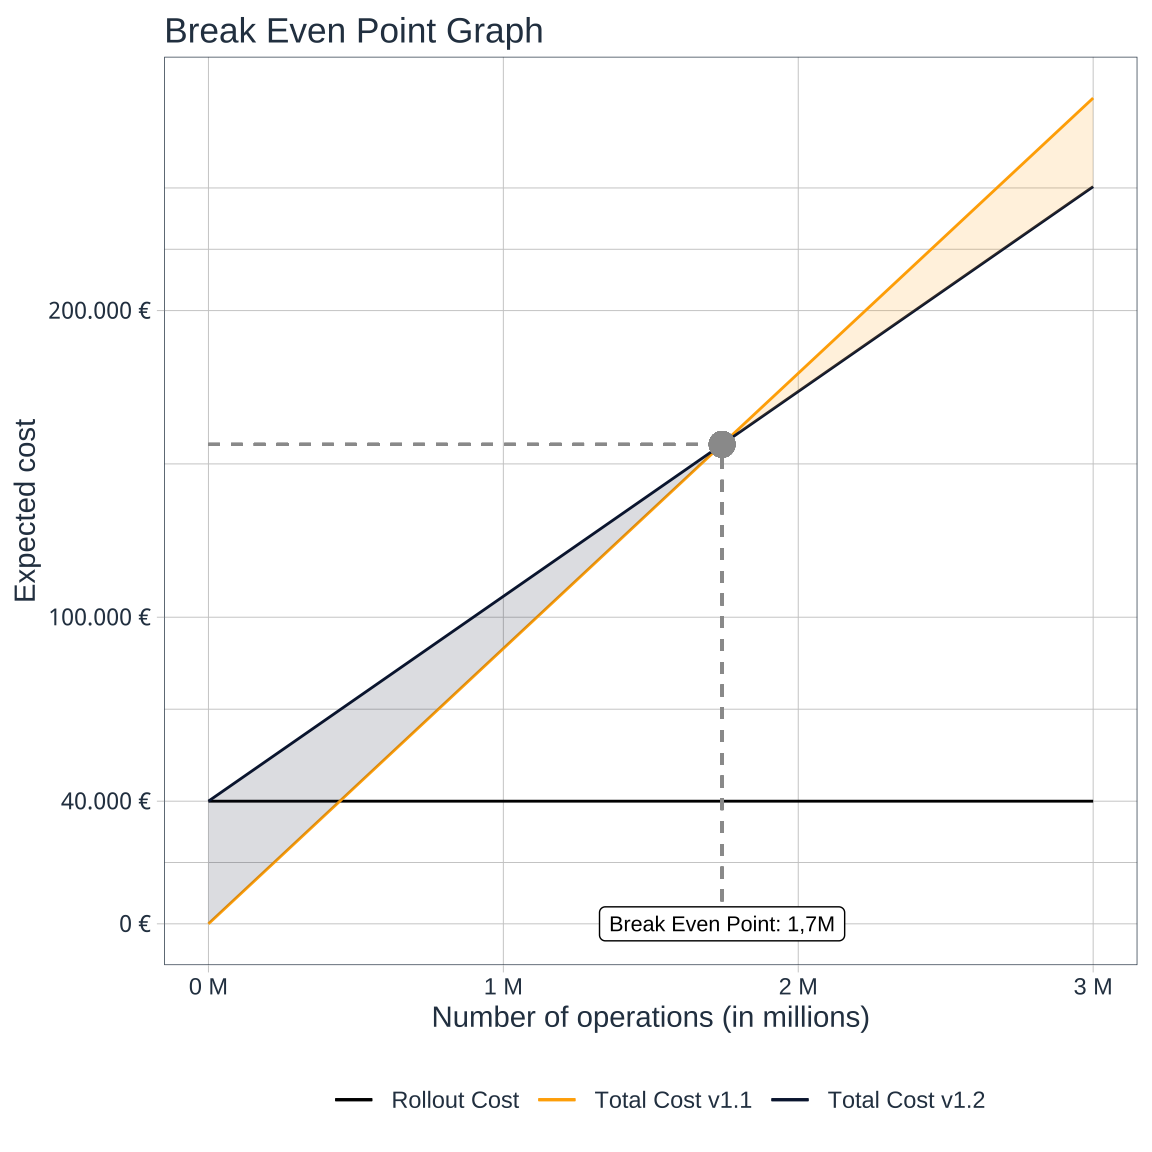 Break Even Point Graph
Expected cost
200.000 €
100.000 €
40.000 €
0 €
Break Even Point: 1,7M
0 M 1 M 2 M 3 M
Number of operations (in millions)
Rollout Cost Total Cost v1.1 Total Cost v1.2